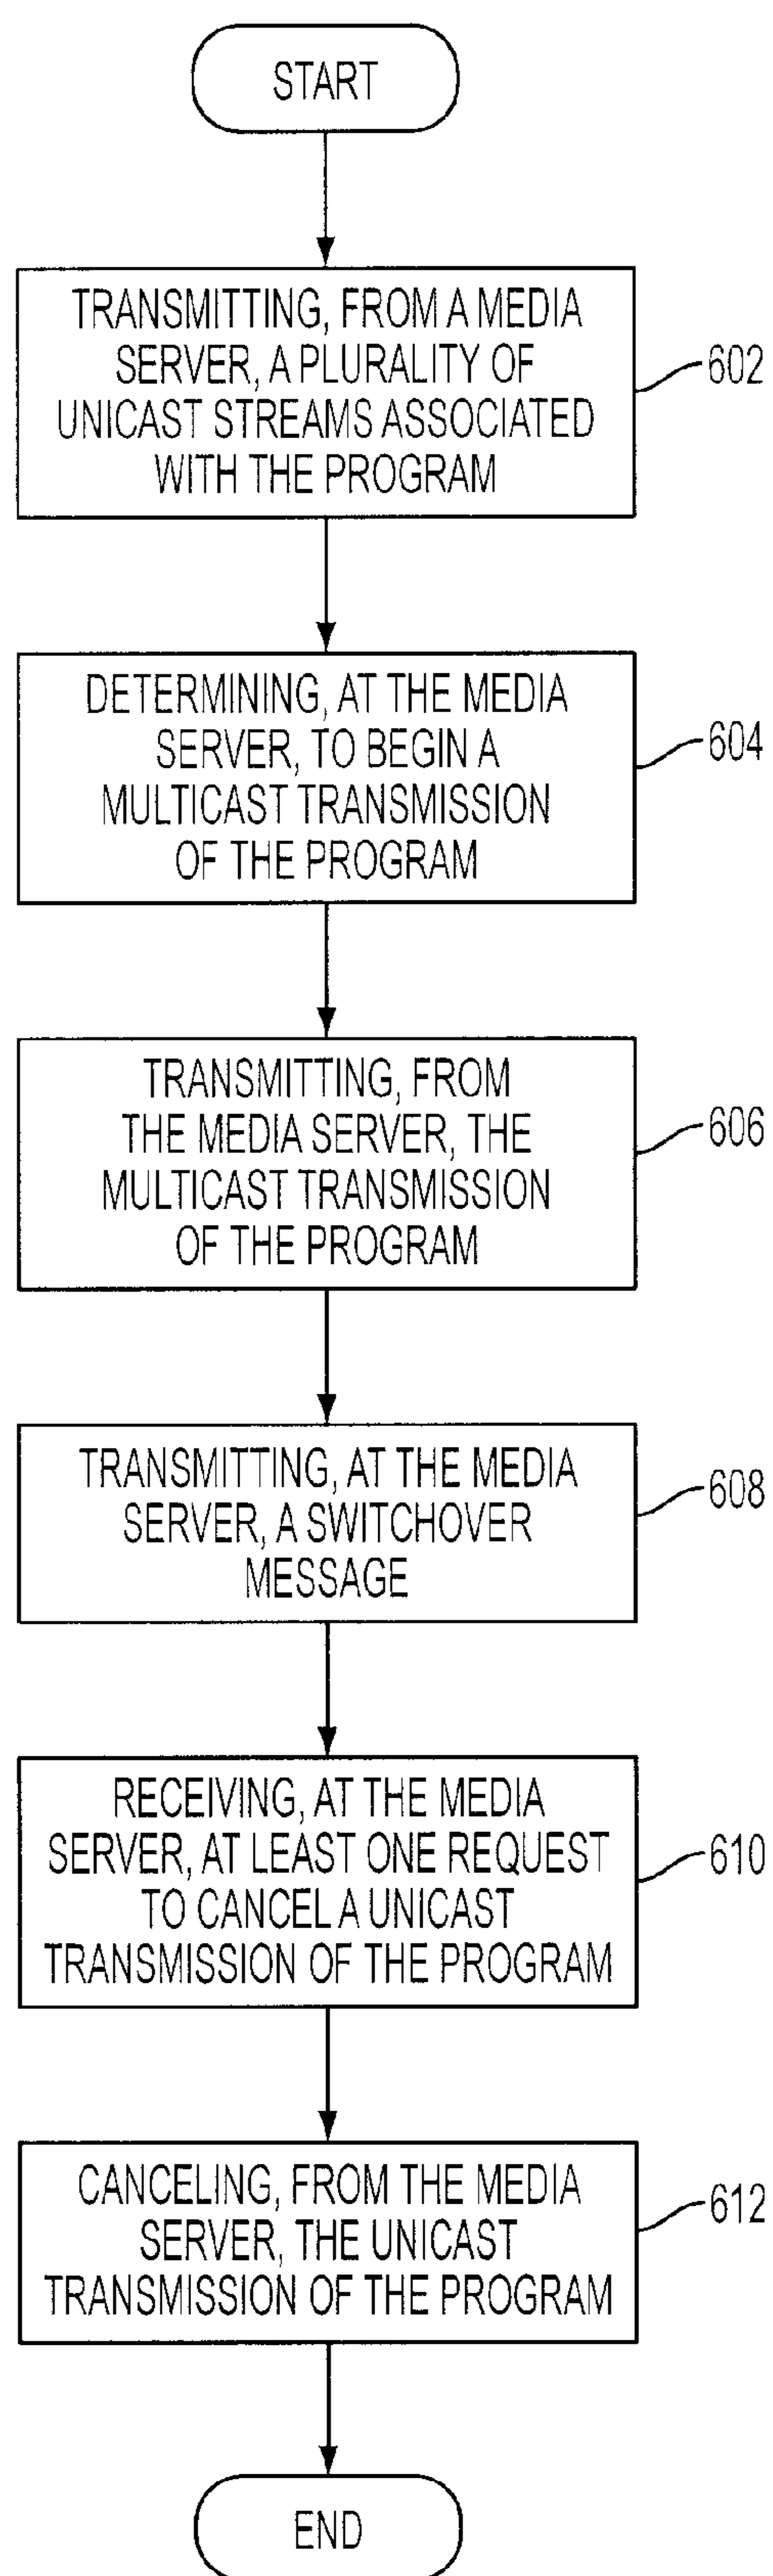 START
TRANSMITTING, FROM A MEDIA
SERVER, A PLURALITY OF
UNICAST STREAMS ASSOCIATED
WITH THE PROGRAM
602
DETERMINING, AT THE MEDIA
SERVER, TO BEGIN A
MULTICAST TRANSMISSION
OF THE PROGRAM
604
TRANSMITTING, FROM
THE MEDIA SERVER, THE
MULTICAST TRANSMISSION
OF THE PROGRAM
606
TRANSMITTING, AT THE MEDIA
SERVER, A SWITCHOVER
MESSAGE
608
RECEIVING, AT THE MEDIA
SERVER, AT LEAST ONE REQUEST
TO CANCEL A UNICAST
TRANSMISSION OF THE PROGRAM
610
CANCELING, FROM THE MEDIA
SERVER, THE UNICAST
TRANSMISSION OF THE PROGRAM
612
END